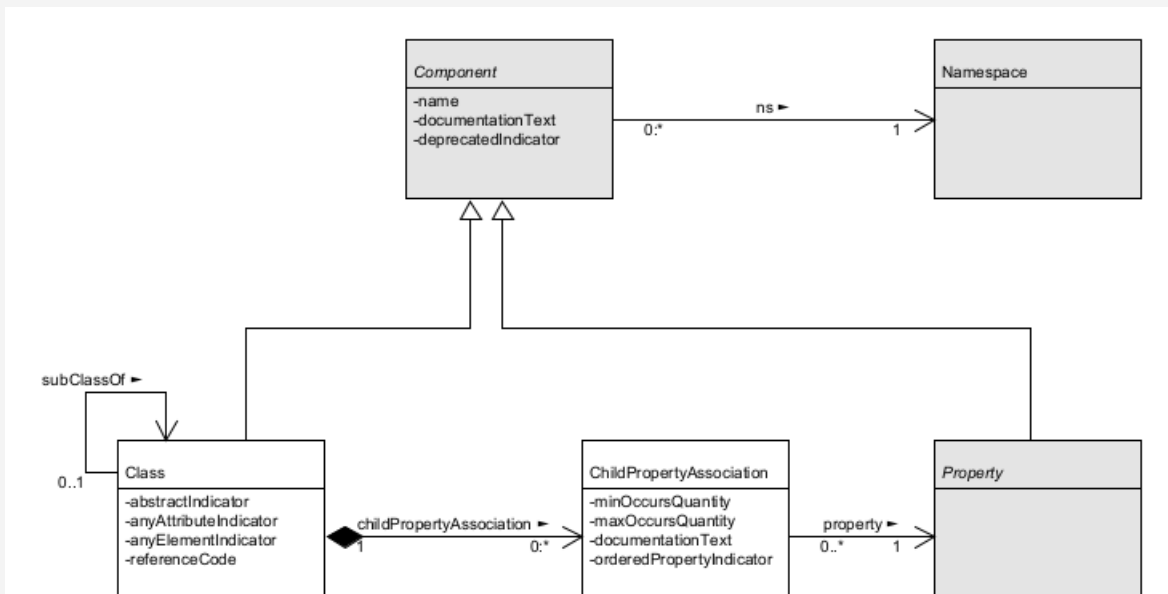 Component
-name
-documentationText
-deprecatedIndicator
ns ►
0:*
1
Namespace
subClassOf ►
0..1
Class
-abstractIndicator
-anyAttributeIndicator
-anyElementIndicator
-referenceCode
childPropertyAssociation ►
1
0:*
ChildPropertyAssociation
-minOccursQuantity
-maxOccursQuantity
-documentationText
-orderedPropertyIndicator
property ►
0..*
1
Property